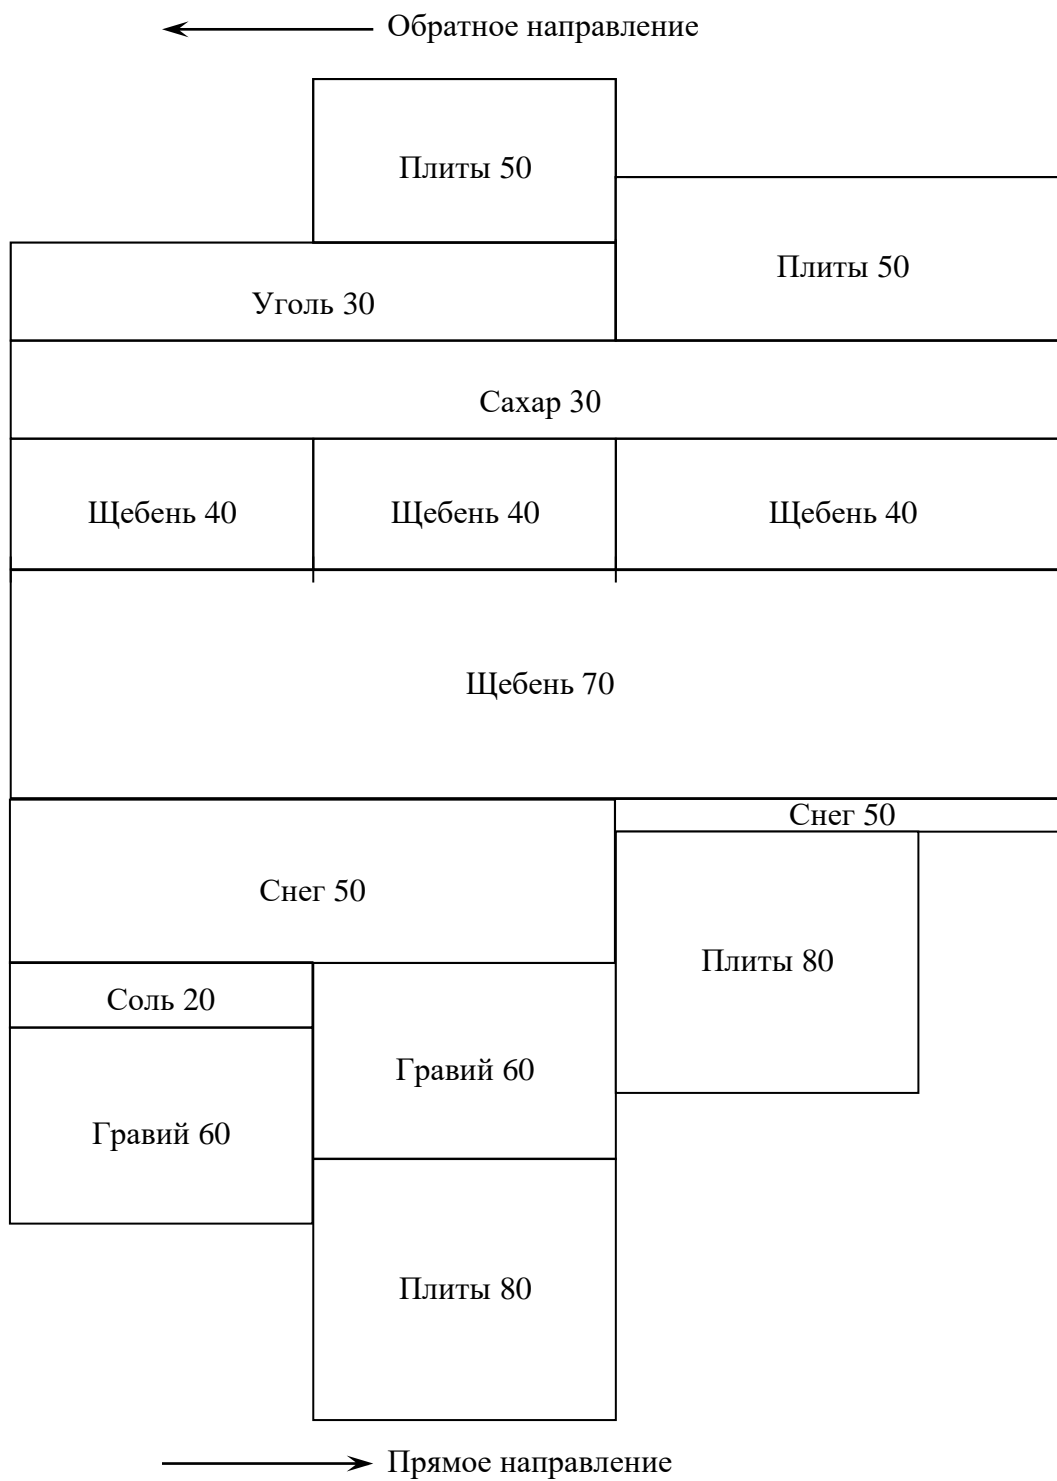 Обратное направление
Плиты 50
Плиты 50
Уголь 30
Сахар 30
Щебень 40 Щебень 40 Щебень 40
Щебень 70
Снег 50
Снег 50
Плиты 80
Соль 20
Гравий 60
Гравий 60
Плиты 80
Прямое направление